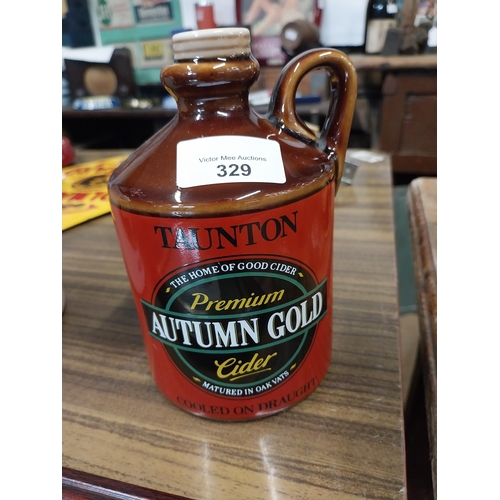 Victor Mee Auctions
329
TAUNTON
THE HOME OF GOOD CIDER
Premium
AUTUMN GOLD
Cider
MATURED IN OAK VATS
COOLED ON DRAUGHT